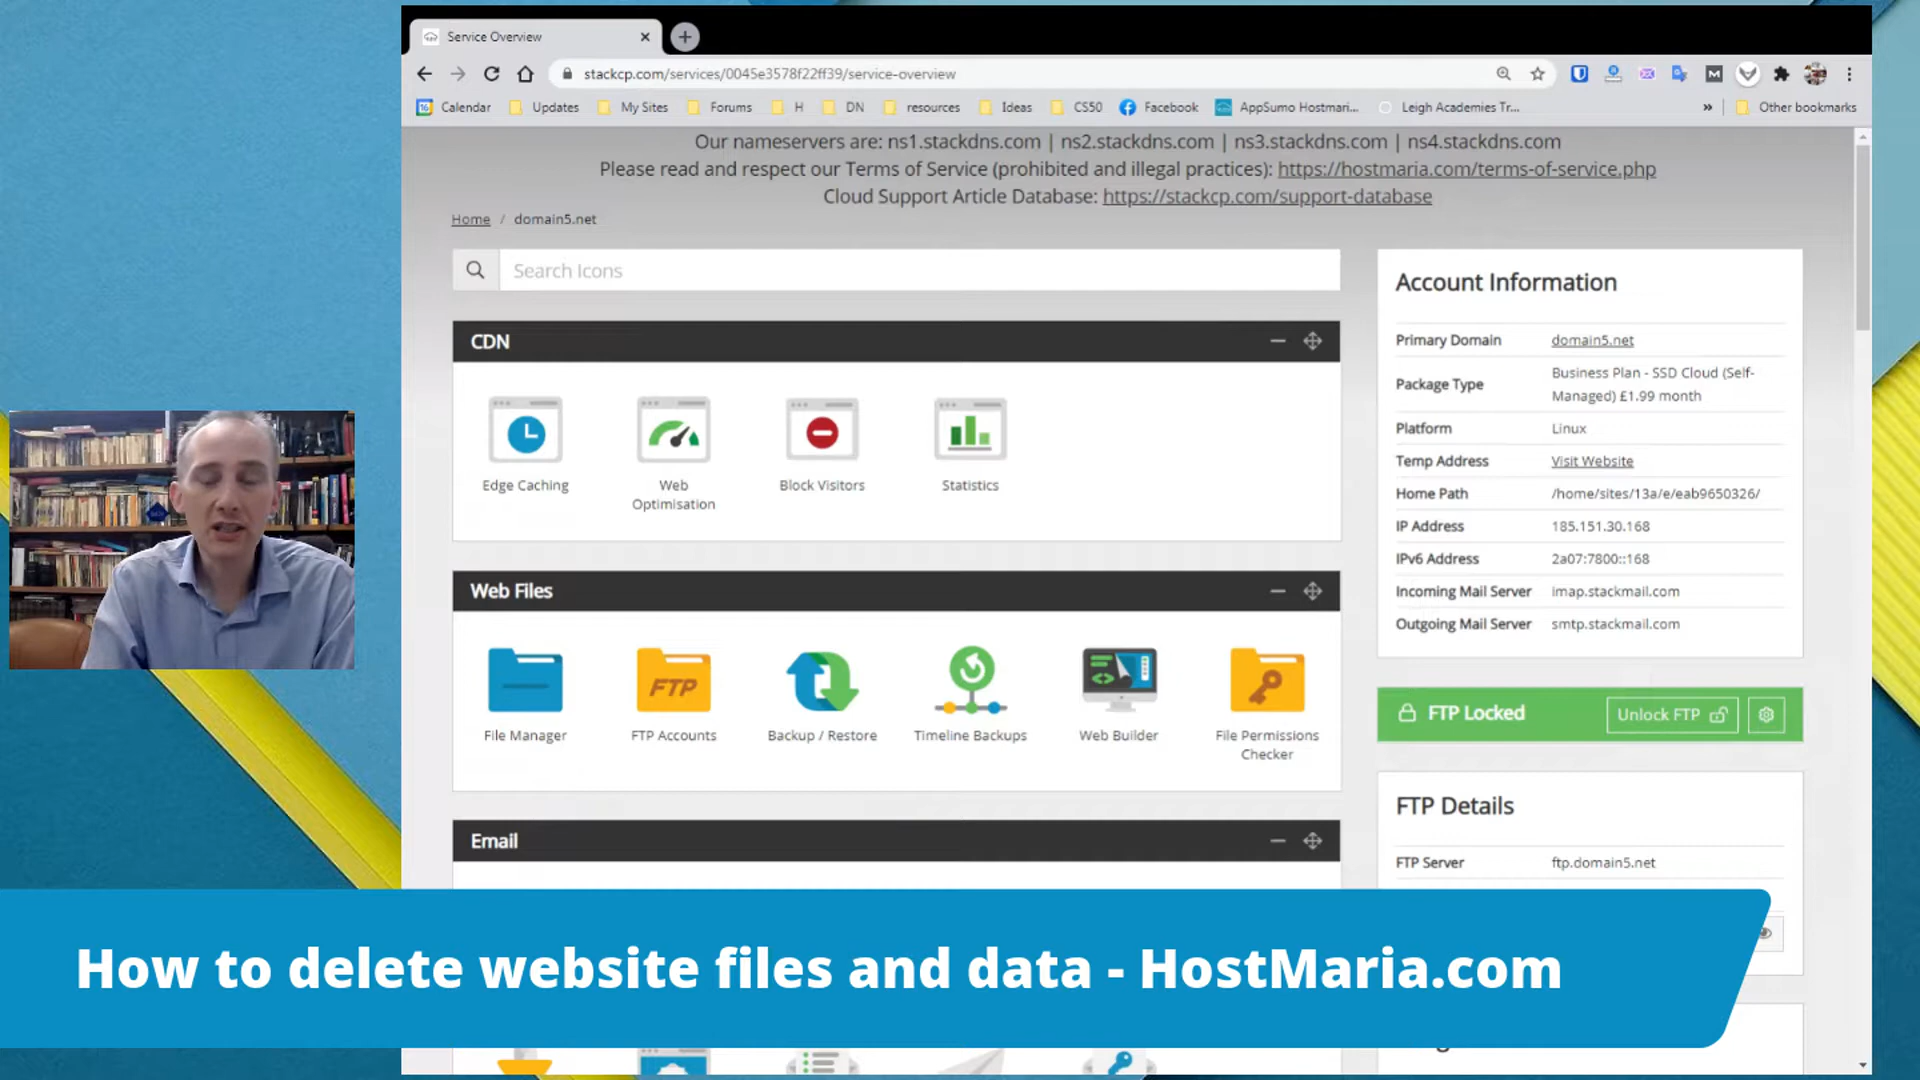 Service Overview
stackcp.com/services/0045e3578f22ff39/service-overview
Calendar Updates My Sites Forums H DN resources Ideas CS50 Facebook AppSumo Hostmari... Leigh Academies Tr... » Other bookmarks
Our nameservers are: ns1.stackdns.com | ns2.stackdns.com | ns3.stackdns.com | ns4.stackdns.com
Please read and respect our Terms of Service (prohibited and illegal practices): https://hostmaria.com/terms-of-service.php
Cloud Support Article Database: https://stackcp.com/support-database
Home / domain5.net
Search Icons
CDN
Edge Caching
Web
Optimisation
Block Visitors
Statistics
Web Files
FTP
File Manager
FTP Accounts
Backup / Restore
Timeline Backups
Web Builder
File Permissions
Checker
Email
Account Information
Primary Domain domain5.net
Package Type Business Plan - SSD Cloud (Self-
Managed) £1.99 month
Platform Linux
Temp Address Visit Website
Home Path /home/sites/13a/e/eab9650326/
IP Address 185.151.30.168
IPv6 Address 2a07:7800::168
Incoming Mail Server imap.stackmail.com
Outgoing Mail Server smtp.stackmail.com
FTP Locked Unlock FTP
FTP Details
FTP Server ftp.domain5.net
How to delete website files and data - HostMaria.com